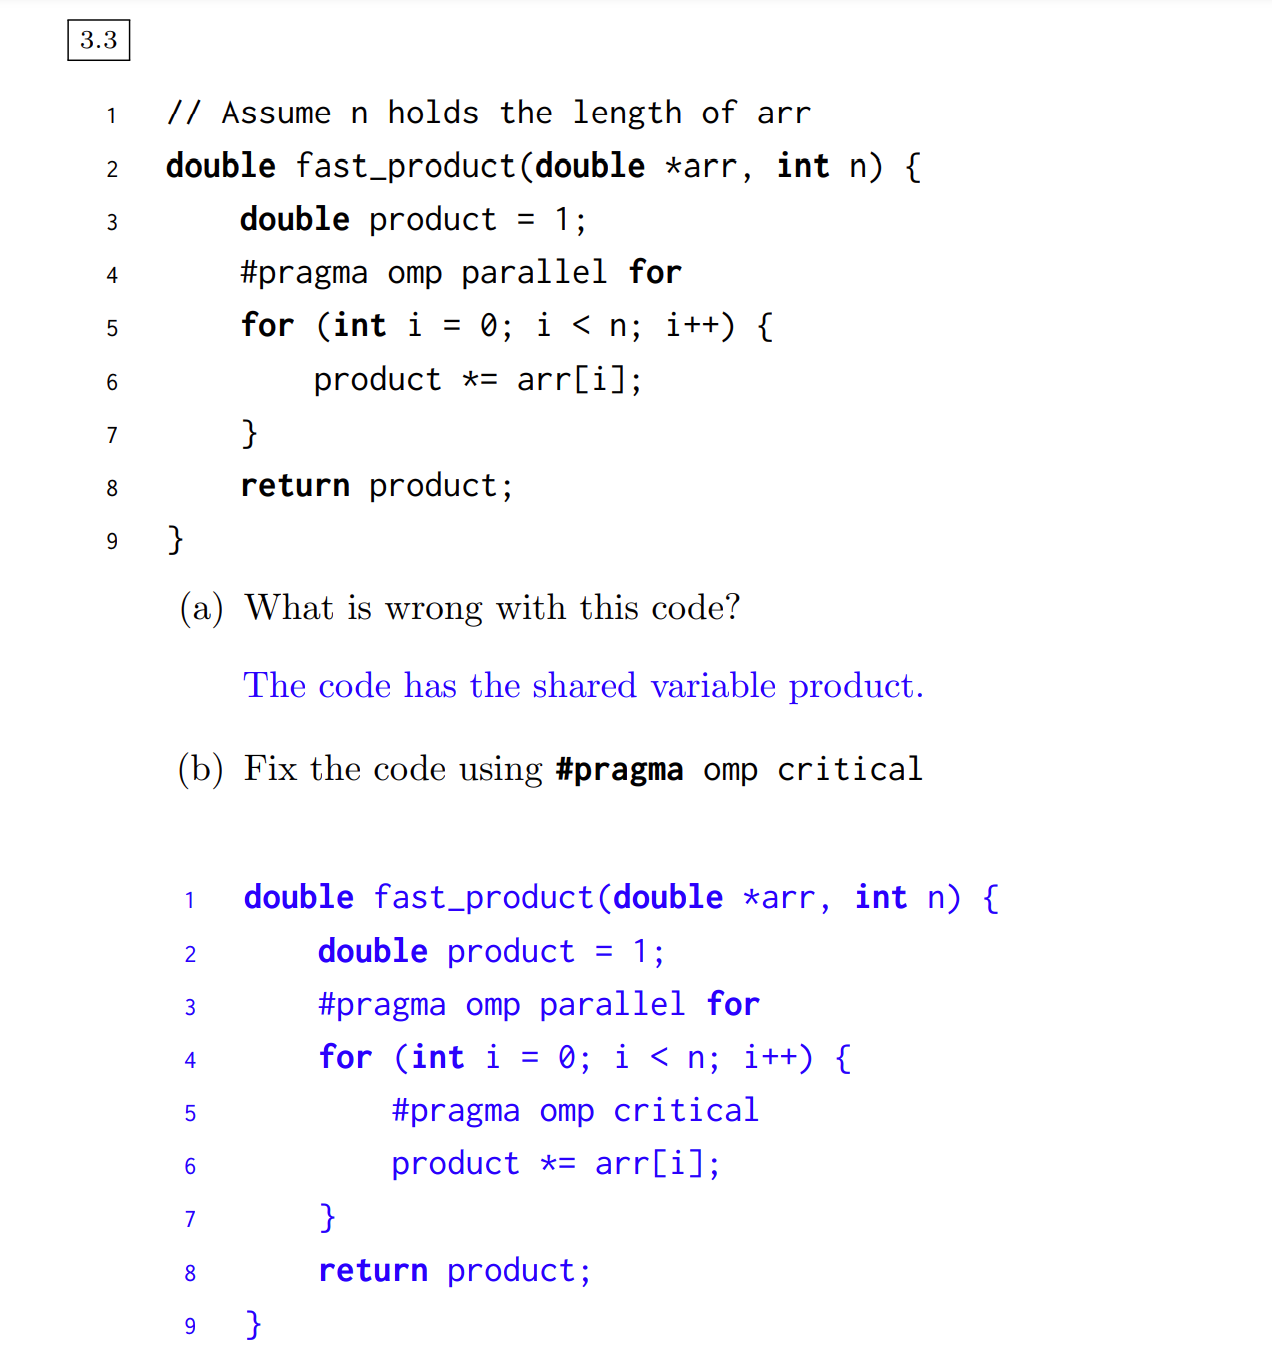 3.3
1 // Assume n holds the length of arr
2 double fast_product(double *arr, int n) {
3 double product = 1;
4 #pragma omp parallel for
5 for (int i = 0; i < n; i++) {
6 product *= arr[i];
7 }
8 return product;
9 }
(a) What is wrong with this code?
The code has the shared variable product.
(b) Fix the code using #pragma omp critical
1 double fast_product(double *arr, int n) {
2 double product = 1;
3 #pragma omp parallel for
4 for (int i = 0; i < n; i++) {
5 #pragma omp critical
6 product *= arr[i];
7 }
8 return product;
9 }